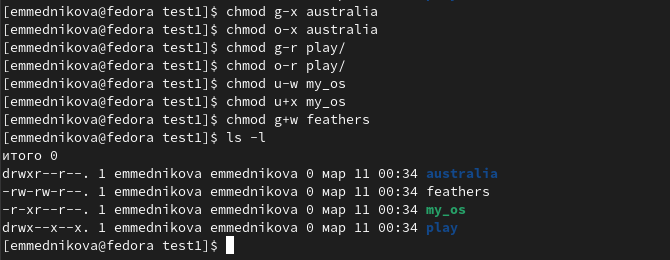 [emmednikova@fedora test1]$ chmod g-x australia
[emmednikova@fedora test1]$ chmod o-x australia
[emmednikova@fedora test1]$ chmod g-r play/
[emmednikova@fedora test1]$ chmod o-r play/
[emmednikova@fedora test1]$ chmod u-w my_os
[emmednikova@fedora test1]$ chmod u+x my_os
[emmednikova@fedora test1]$ chmod g+w feathers
[emmednikova@fedora test1]$ ls -l
итого 0
drwxr--r--. 1 emmednikova emmednikova 0 мар 11 00:34 australia
-rw-rw-r--. 1 emmednikova emmednikova 0 мар 11 00:34 feathers
-r-xr--r--. 1 emmednikova emmednikova 0 мар 11 00:34 my_os
drwx--x--x. 1 emmednikova emmednikova 0 мар 11 00:34 play
[emmednikova@fedora test1]$